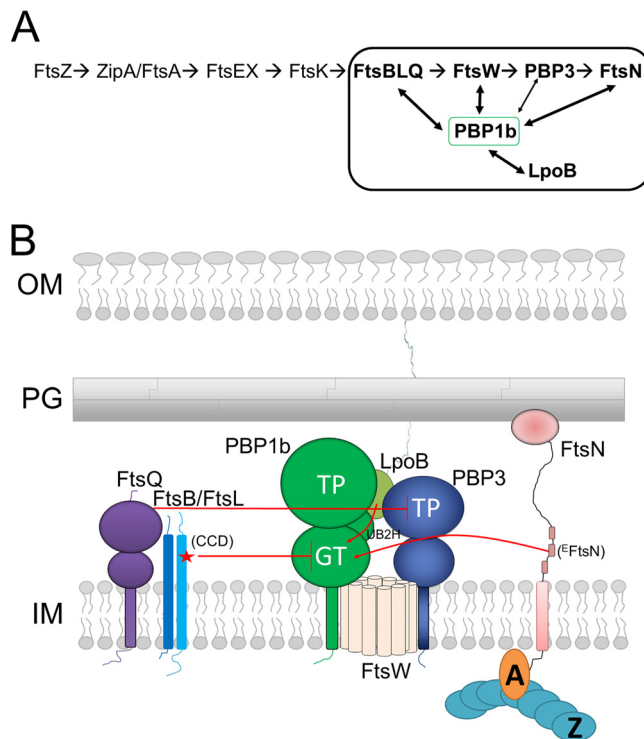 A
FtsZ→ ZipA/FtsA→ FtsEX → FtsK→ FtsBLQ → FtsW→ PBP3→ FtsN
PBP1b
LpoB
B
OM
PG
PBP1b
LpoB
PBP3
FtsN
FtsQ
FtsB/FtsL
TP
TP
(CCD)
UB2H
GT
(EFtsN)
IM
FtsW
A
Z